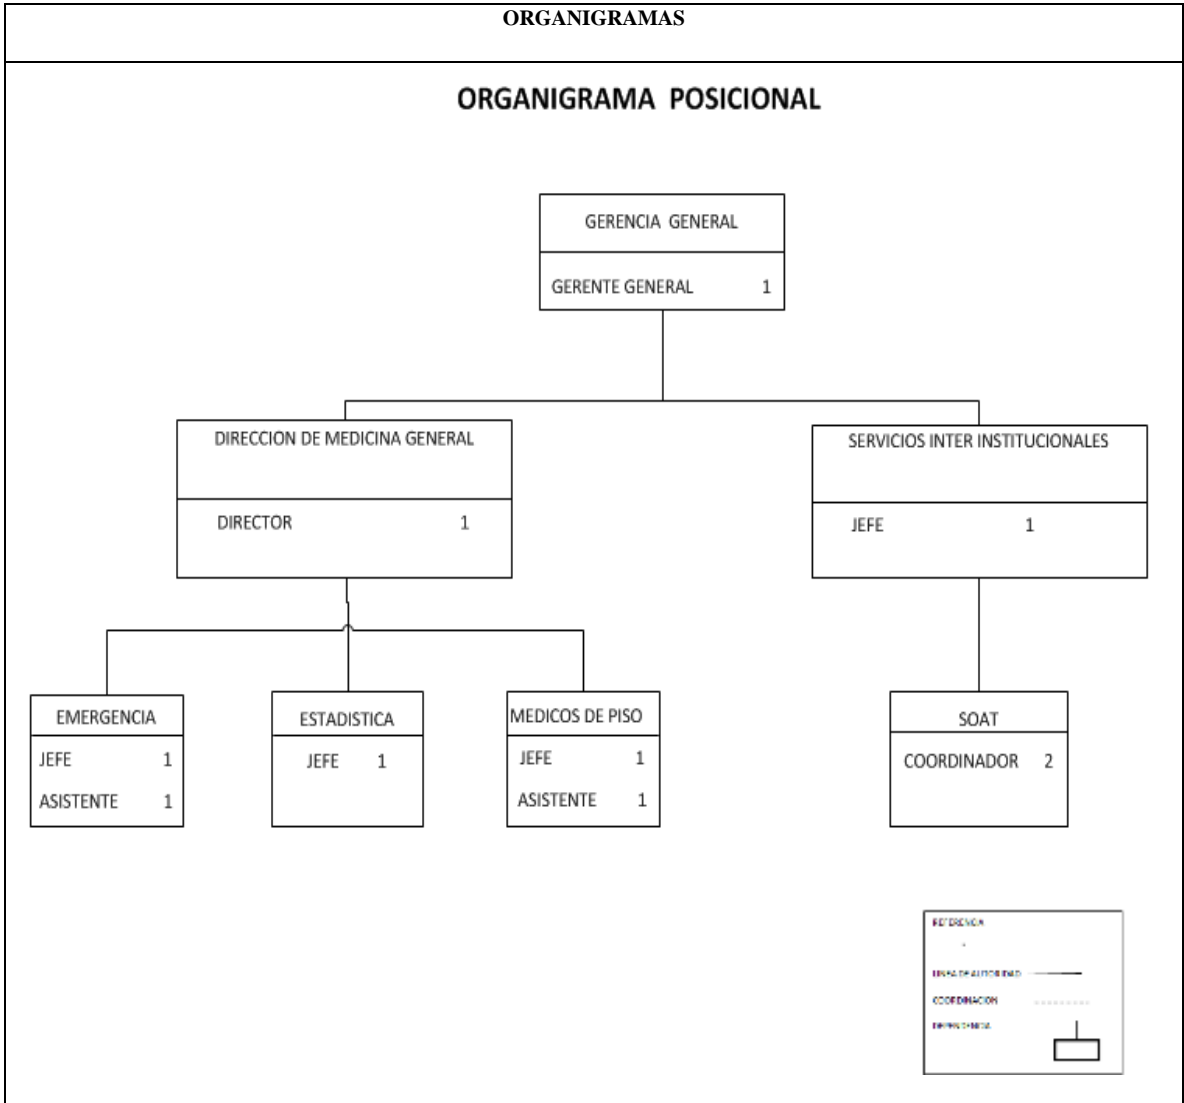 ORGANIGRAMAS
ORGANIGRAMA POSICIONAL
GERENCIA GENERAL
GERENTE GENERAL 1
DIRECCION DE MEDICINA GENERAL
DIRECTOR 1
SERVICIOS INTER INSTITUCIONALES
JEFE 1
EMERGENCIA
JEFE 1
ASISTENTE 1
ESTADISTICA
JEFE 1
MEDICOS DE PISO
JEFE 1
ASISTENTE 1
SOAT
COORDINADOR 2
REFERENCIA
LINEA DE AUTORIDAD
COORDINACION
DEPENDENCIA